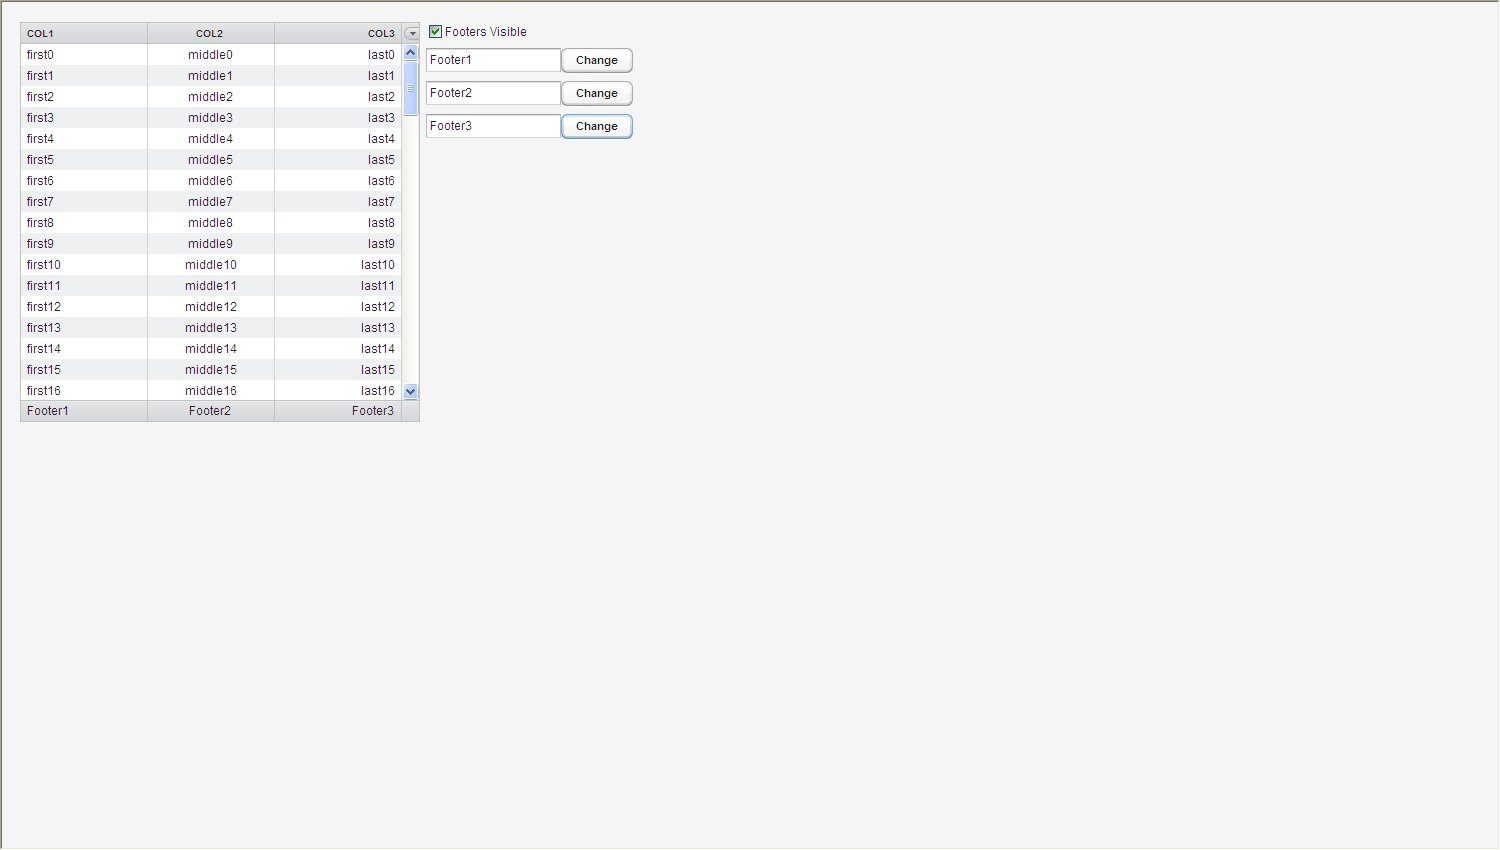 COL1 COL2 COL3
first0 middle0 last0
first1 middle1 last1
first2 middle2 last2
first3 middle3 last3
first4 middle4 last4
first5 middle5 last5
first6 middle6 last6
first7 middle7 last7
first8 middle8 last8
first9 middle9 last9
first10 middle10 last10
first11 middle11 last11
first12 middle12 last12
first13 middle13 last13
first14 middle14 last14
first15 middle15 last15
first16 middle16 last16
Footer1 Footer2 Footer3
Footers Visible
Footer1 Change
Footer2 Change
Footer3 Change